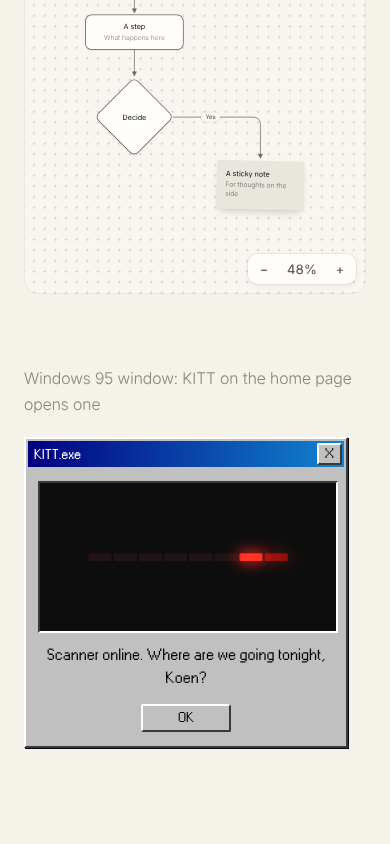 A step
What happens here
Decide
Yes
A sticky note
For thoughts on the
side
− 48% +
Windows 95 window: KITT on the home page
opens one
KITT.exe
X
Scanner online. Where are we going tonight,
Koen?
OK